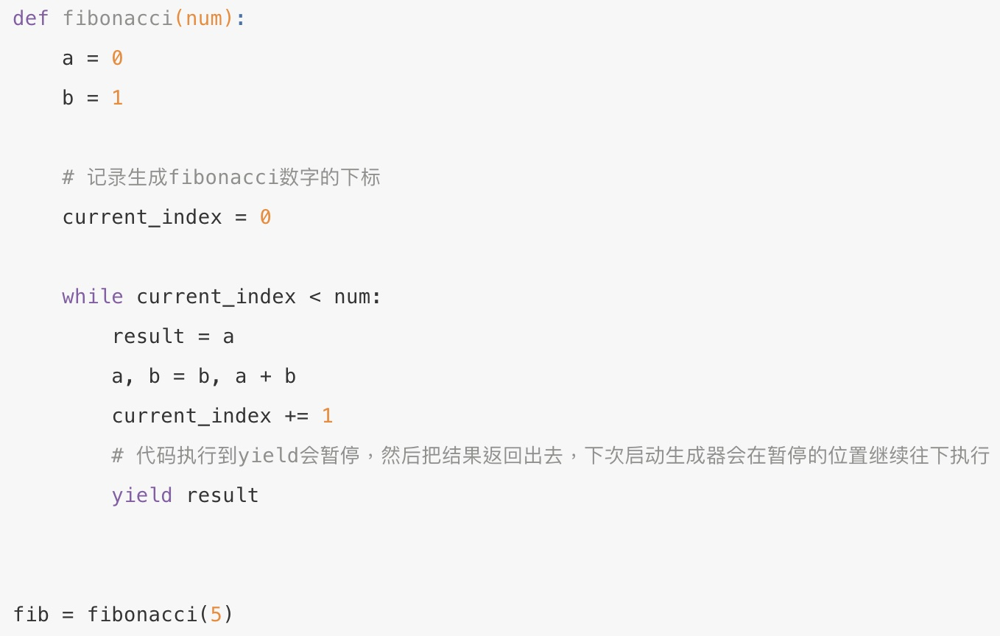 def fibonacci(num):
    a = 0
    b = 1
    # 记录生成fibonacci数字的下标
    current_index = 0
    while current_index < num:
        result = a
        a, b = b, a + b
        current_index += 1
        # 代码执行到yield会暂停，然后把结果返回出去，下次启动生成器会在暂停的位置继续往下执行
        yield result
fib = fibonacci(5)